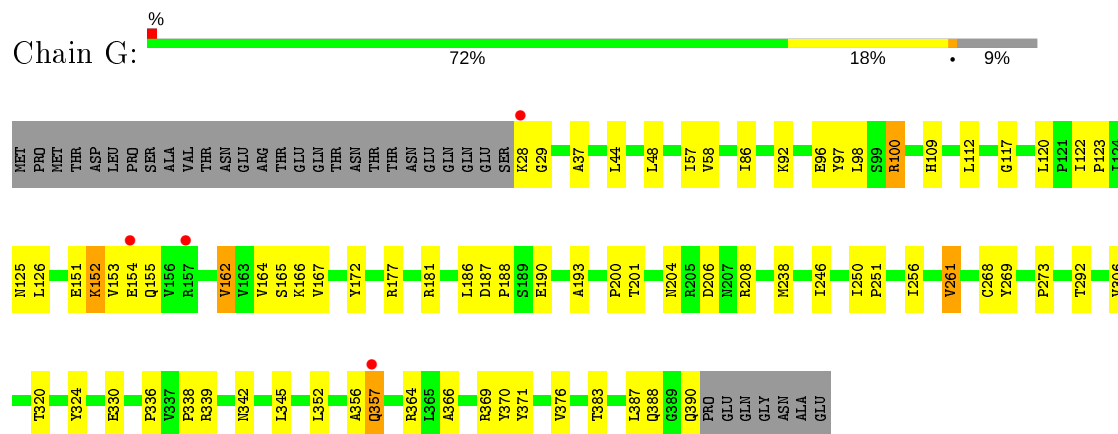 %
Chain G:
72% 18% • 9%
MET PRO MET THR ASP LEU PRO SER ALA VAL THR ASN GLU ARG THR GLU GLN THR ASN THR THR ASN GLU GLN GLN GLU SER K28 G29 A37 L44 L48 I57 V58 I86 K92 E96 Y97 L98 S99 R100 H109 L112 G117 L120 P121 I122 P123
N125 L126 E151 K152 V153 E154 Q155 V156 R157 V162 V163 V164 S165 K166 V167 Y172 R177 R181 L186 D187 P188 S189 E190 A193 P200 T201 N204 R205 D206 N207 R208 M238 I246 I250 P251 I256 V261 C268 Y269 P273 T292 V306
T320 Y324 E330 P336 V337 P338 R339 N342 L345 L352 A356 Q357 R364 L365 A366 R369 Y370 Y371 V376 T383 L387 Q388 G389 Q390 PRO GLU GLN GLY ASN ALA GLU